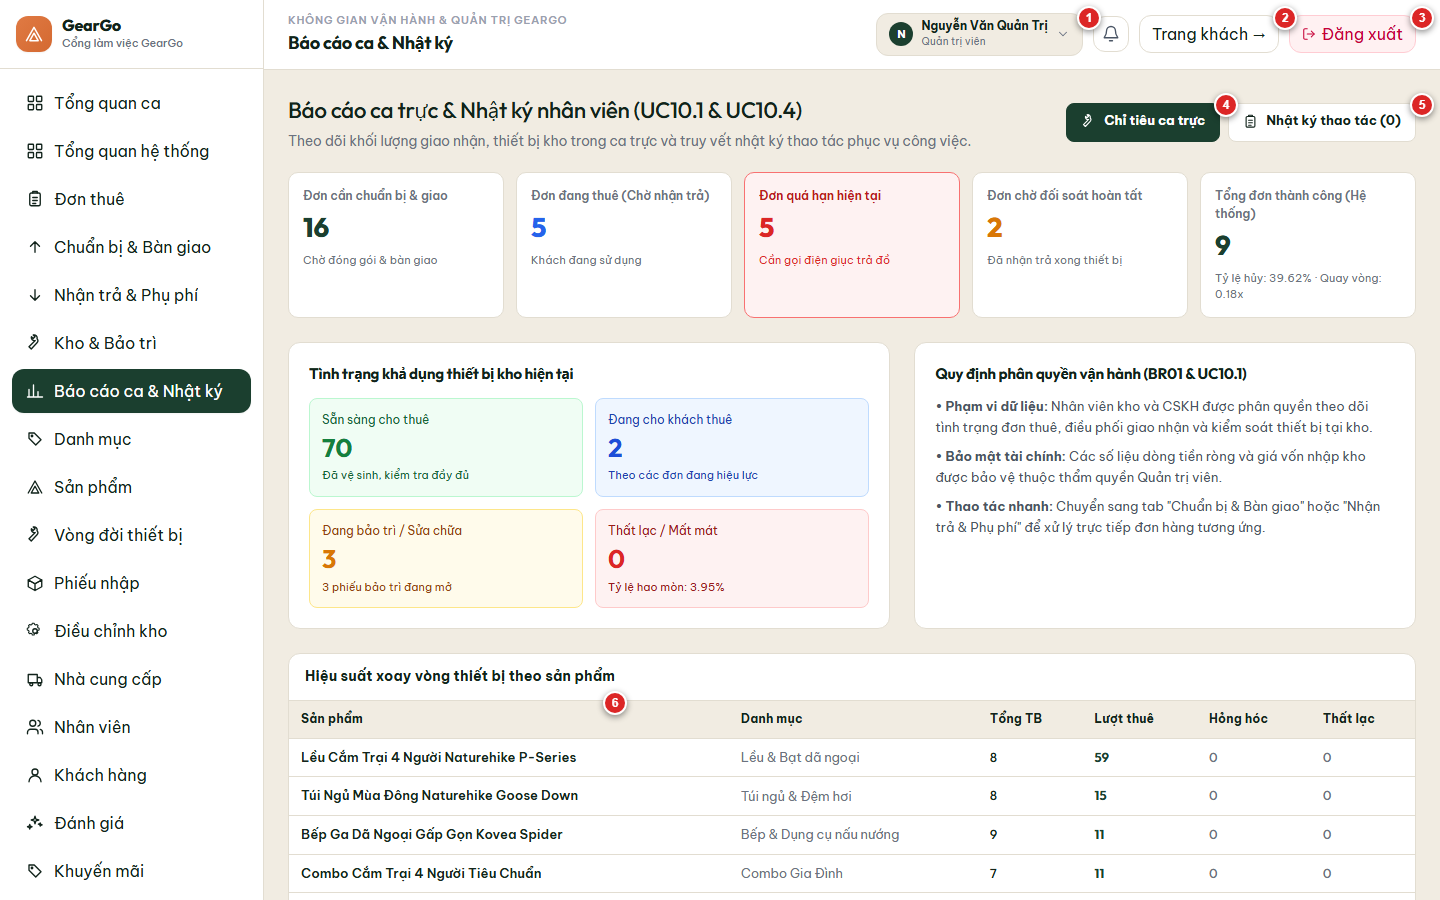 GearGo
Cổng làm việc GearGo
Tổng quan ca
Tổng quan hệ thống
Đơn thuê
Chuẩn bị & Bàn giao
Nhận trả & Phụ phí
Kho & Bảo trì
Báo cáo ca & Nhật ký
Danh mục
Sản phẩm
Vòng đời thiết bị
Phiếu nhập
Điều chỉnh kho
Nhà cung cấp
Nhân viên
Khách hàng
Đánh giá
Khuyến mãi
KHÔNG GIAN VẬN HÀNH & QUẢN TRỊ GEARGO
Báo cáo ca & Nhật ký
N
Nguyễn Văn Quản Trị
Quản trị viên
1
Trang khách →
2
Đăng xuất
3
Báo cáo ca trực & Nhật ký nhân viên (UC10.1 & UC10.4)
Theo dõi khối lượng giao nhận, thiết bị kho trong ca trực và truy vết nhật ký thao tác phục vụ công việc.
Chỉ tiêu ca trực
4
Nhật ký thao tác (0)
5
Đơn cần chuẩn bị & giao
16
Chờ đóng gói & bàn giao
Đơn đang thuê (Chờ nhận trả)
5
Khách đang sử dụng
Đơn quá hạn hiện tại
5
Cần gọi điện giục trả đồ
Đơn chờ đối soát hoàn tất
2
Đã nhận trả xong thiết bị
Tổng đơn thành công (Hệ
thống)
9
Tỷ lệ hủy: 39.62% · Quay vòng:
0.18x
Tình trạng khả dụng thiết bị kho hiện tại
Sẵn sàng cho thuê
70
Đã vệ sinh, kiểm tra đầy đủ
Đang cho khách thuê
2
Theo các đơn đang hiệu lực
Đang bảo trì / Sửa chữa
3
3 phiếu bảo trì đang mở
Thất lạc / Mất mát
0
Tỷ lệ hao mòn: 3.95%
Quy định phân quyền vận hành (BR01 & UC10.1)
• Phạm vi dữ liệu: Nhân viên kho và CSKH được phân quyền theo dõi
tình trạng đơn thuê, điều phối giao nhận và kiểm soát thiết bị tại kho.
• Bảo mật tài chính: Các số liệu dòng tiền ròng và giá vốn nhập kho
được bảo vệ thuộc thẩm quyền Quản trị viên.
• Thao tác nhanh: Chuyển sang tab "Chuẩn bị & Bàn giao" hoặc "Nhận
trả & Phụ phí" để xử lý trực tiếp đơn hàng tương ứng.
Hiệu suất xoay vòng thiết bị theo sản phẩm
6
Sản phẩm Danh mục Tổng TB Lượt thuê Hỏng hóc Thất lạc
Lều Cắm Trại 4 Người Naturehike P-Series Lều & Bạt dã ngoại 8 59 0 0
Túi Ngủ Mùa Đông Naturehike Goose Down Túi ngủ & Đệm hơi 8 15 0 0
Bếp Ga Dã Ngoại Gấp Gọn Kovea Spider Bếp & Dụng cụ nấu nướng 9 11 0 0
Combo Cắm Trại 4 Người Tiêu Chuẩn Combo Gia Đình 7 11 0 0